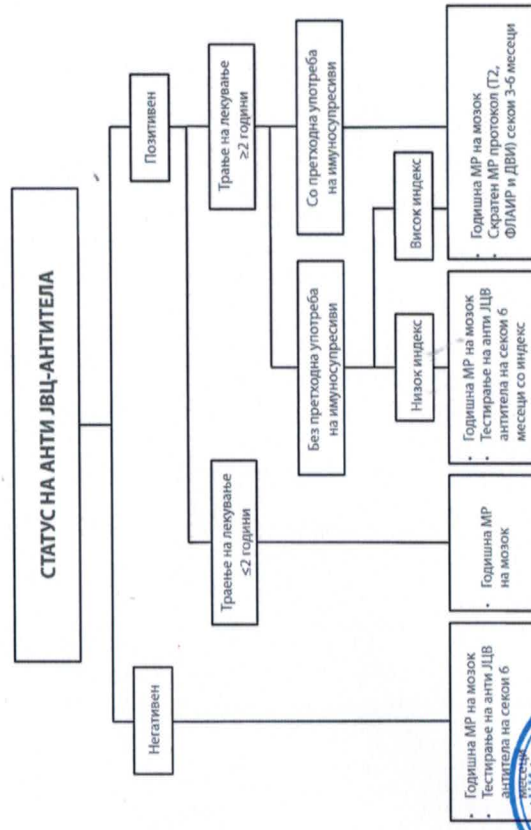 СТАТУС НА АНТИ ЈВЦ-АНТИТЕЛА
Негативен
Позитивен
Траење на лекување
≤2 години
Трање на лекување
≥2 години
Без претходна употреба
на имуносупресиви
Со претходна употреба
на имуносупресиви
Низок индекс
Висок индекс
• Годишна МР на мозок
• Тестирање на анти ЈЦВ
антитела на секои 6
месеци
• Годишна МР
на мозок
• Годишна МР на мозок
• Тестирање на анти ЈЦВ
антитела на секои 6
месеци со индекс
• Годишна МР на мозок
• Скратен МР протокол (Т2,
ФЛАИР и ДВИ) секои 3-6 месеци